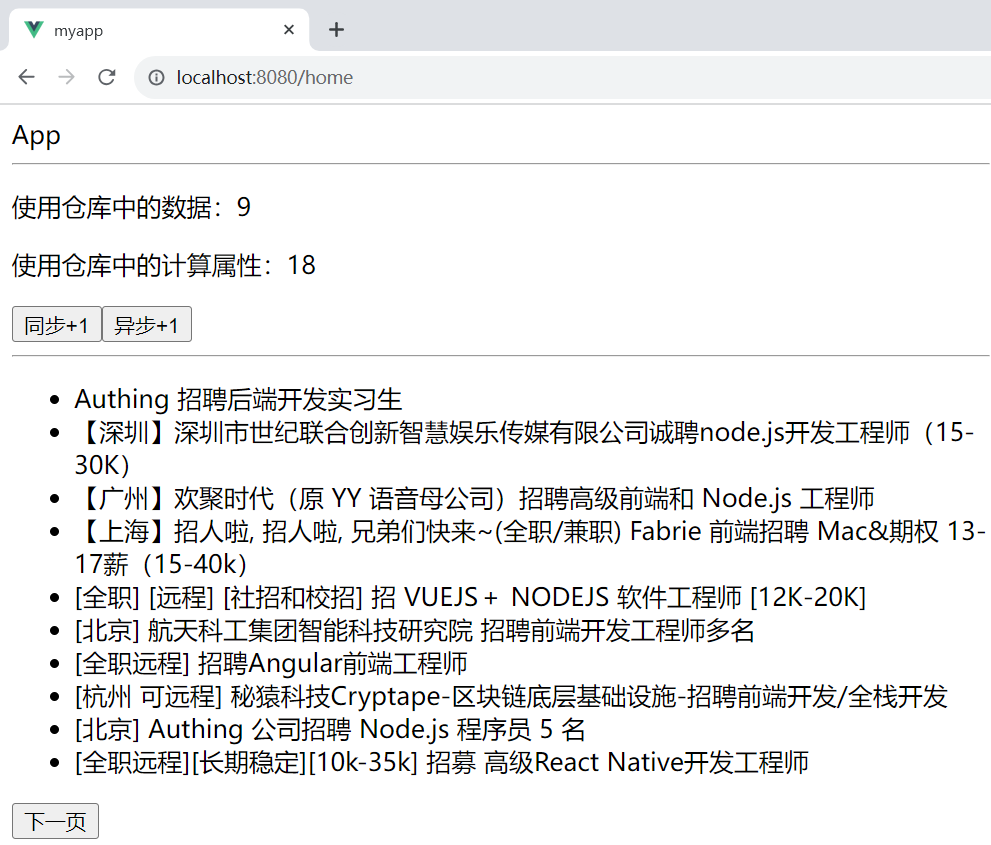 myapp
localhost:8080/home
App
使用仓库中的数据：9
使用仓库中的计算属性：18
同步+1 异步+1
Authing 招聘后端开发实习生
【深圳】深圳市世纪联合创新智慧娱乐传媒有限公司诚聘node.js开发工程师（15-
30K）
【广州】欢聚时代（原 YY 语音母公司）招聘高级前端和 Node.js 工程师
【上海】招人啦, 招人啦, 兄弟们快来~(全职/兼职) Fabrie 前端招聘 Mac&期权 13-
17薪（15-40k）
[全职] [远程] [社招和校招] 招 VUEJS＋ NODEJS 软件工程师 [12K-20K]
[北京] 航天科工集团智能科技研究院 招聘前端开发工程师多名
[全职远程] 招聘Angular前端工程师
[杭州 可远程] 秘猿科技Cryptape-区块链底层基础设施-招聘前端开发/全栈开发
[北京] Authing 公司招聘 Node.js 程序员 5 名
[全职远程][长期稳定][10k-35k] 招募 高级React Native开发工程师
下一页